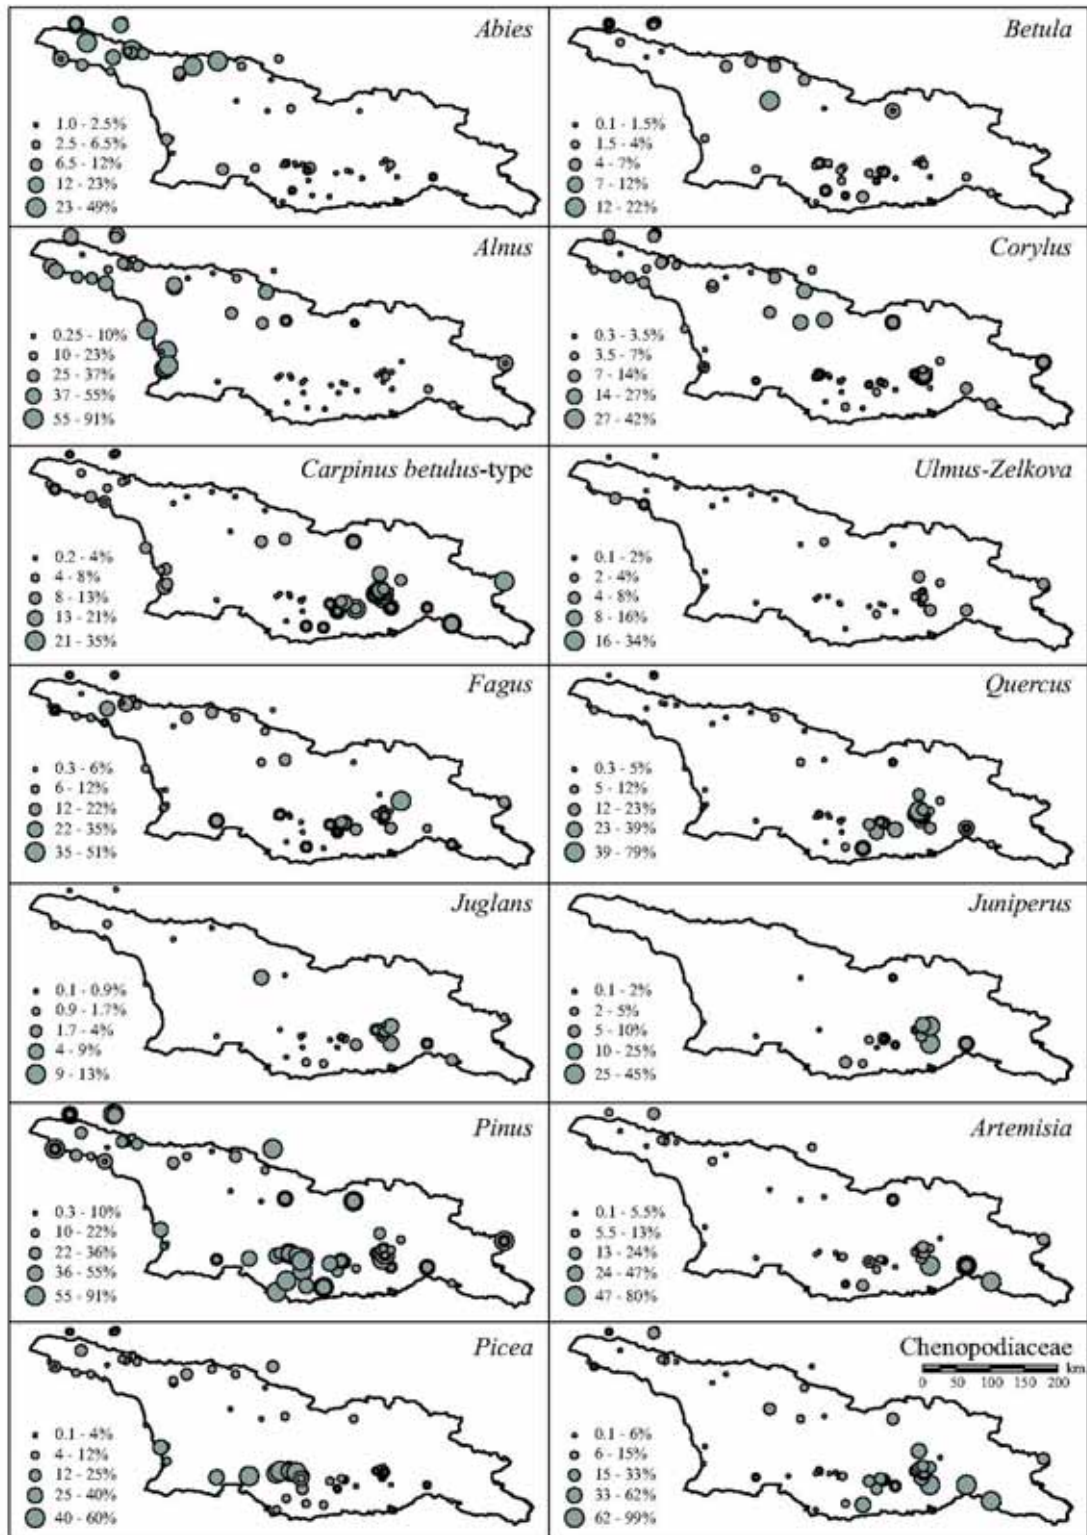 Abies
1.0 - 2.5%
2.5 - 6.5%
6.5 - 12%
12 - 23%
23 - 49%
Betula
0.1 - 1.5%
1.5 - 4%
4 - 7%
7 - 12%
12 - 22%
Alnus
0.25 - 10%
10 - 23%
25 - 37%
37 - 55%
55 - 91%
Corylus
0.3 - 3.5%
3.5 - 7%
7 - 14%
14 - 27%
27 - 42%
Carpinus betulus-type
0.2 - 4%
4 - 8%
8 - 13%
13 - 21%
21 - 35%
Ulmus-Zelkova
0.1 - 2%
2 - 4%
4 - 8%
8 - 16%
16 - 34%
Fagus
0.3 - 6%
6 - 12%
12 - 22%
22 - 35%
35 - 51%
Quercus
0.3 - 5%
5 - 12%
12 - 23%
23 - 39%
39 - 79%
Juglans
0.1 - 0.9%
0.9 - 1.7%
1.7 - 4%
4 - 9%
9 - 13%
Juniperus
0.1 - 2%
2 - 5%
5 - 10%
10 - 25%
25 - 45%
Pinus
0.3 - 10%
10 - 22%
22 - 36%
36 - 55%
55 - 91%
Artemisia
0.1 - 5.5%
5.5 - 13%
13 - 24%
24 - 47%
47 - 80%
Picea
0.1 - 4%
4 - 12%
12 - 25%
25 - 40%
40 - 60%
Chenopodiaceae
km
0 50 100 150 200
0.1 - 6%
6 - 15%
15 - 33%
33 - 62%
62 - 99%